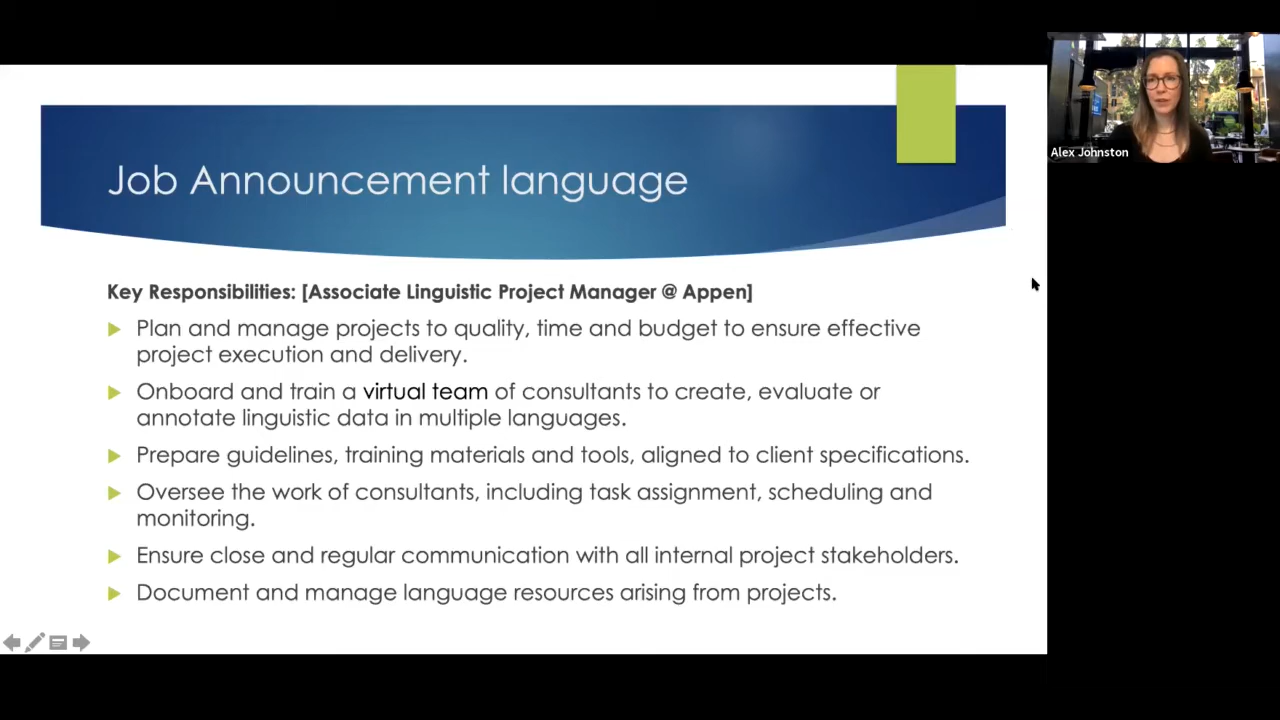 Job Announcement language
Alex Johnston
Key Responsibilities: [Associate Linguistic Project Manager @ Appen]
Plan and manage projects to quality, time and budget to ensure effective
project execution and delivery.
Onboard and train a virtual team of consultants to create, evaluate or
annotate linguistic data in multiple languages.
Prepare guidelines, training materials and tools, aligned to client specifications.
Oversee the work of consultants, including task assignment, scheduling and
monitoring.
Ensure close and regular communication with all internal project stakeholders.
Document and manage language resources arising from projects.